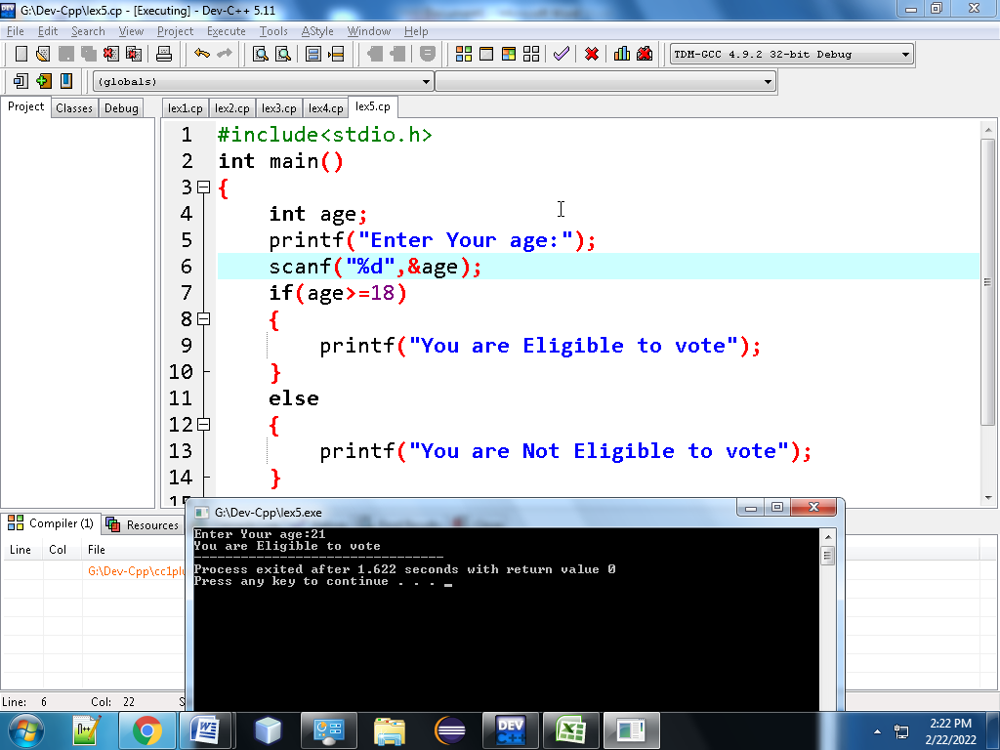 G:\Dev-Cpp\lex5.cp - [Executing] - Dev-C++ 5.11
File Edit Search View Project Execute Tools AStyle Window Help
TDM-GCC 4.9.2 32-bit Debug
(globals)
Project Classes Debug
lex1.cp lex2.cp lex3.cp lex4.cp lex5.cp
1 #include<stdio.h>
2 int main()
3 {
4 int age;
5 printf("Enter Your age:");
6 scanf("%d",&age);
7 if(age>=18)
8 {
9 printf("You are Eligible to vote");
10 }
11 else
12 {
13 printf("You are Not Eligible to vote");
14 }
Compiler (1) Resources
Line Col File
G:\Dev-Cpp\cc1plu
G:\Dev-Cpp\lex5.exe
Enter Your age:21
You are Eligible to vote
--------------------------------
Process exited after 1.622 seconds with return value 0
Press any key to continue . . . _
Line: 6 Col: 22 S
DEV C++
2:22 PM
2/22/2022